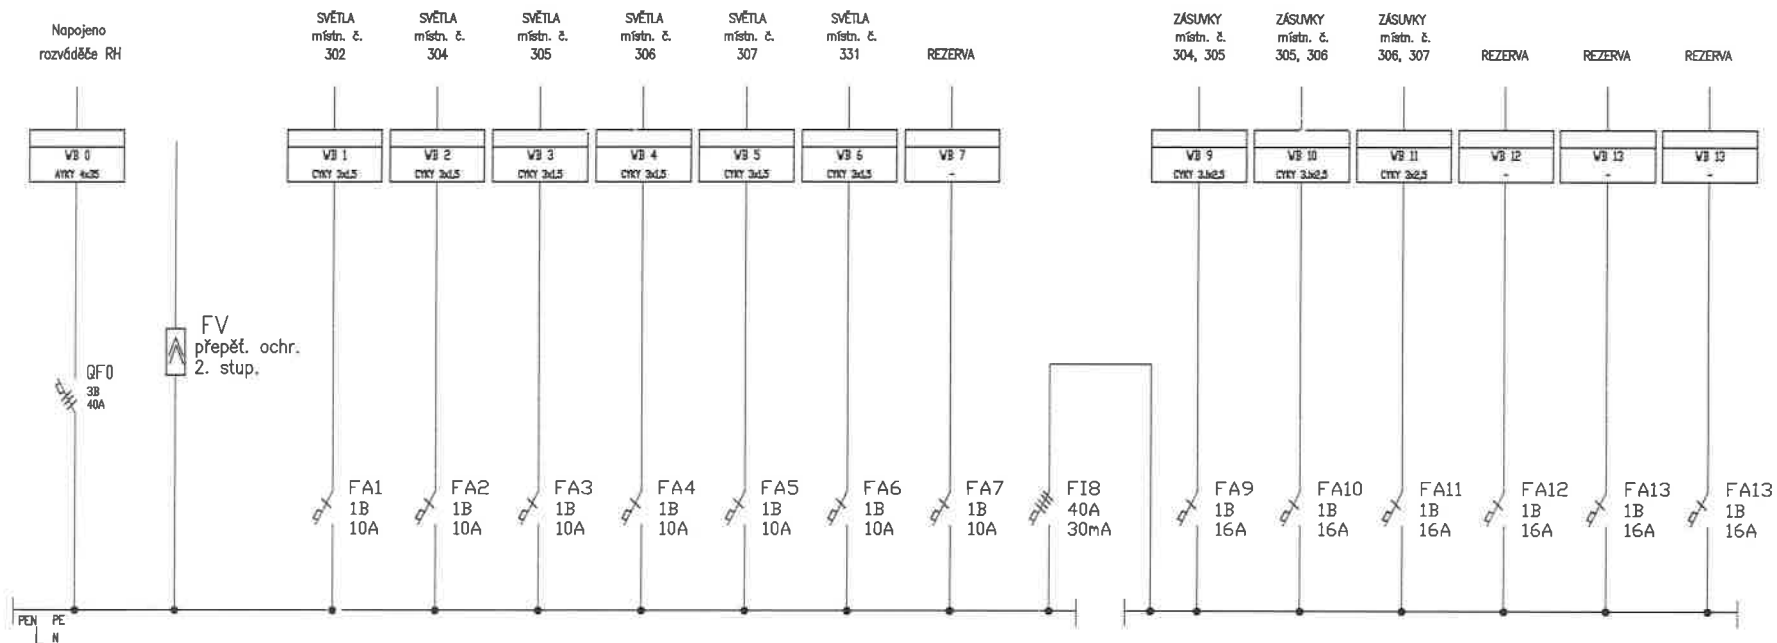 Napojeno
rozváděče RH
SVĚTLA
místn. č.
302
SVĚTLA
místn. č.
304
SVĚTLA
místn. č.
305
SVĚTLA
místn. č.
306
SVĚTLA
místn. č.
307
SVĚTLA
místn. č.
331
REZERVA
ZÁSUVKY
místn. č.
304, 305
ZÁSUVKY
místn. č.
305, 306
ZÁSUVKY
místn. č.
306, 307
REZERVA
REZERVA
REZERVA
WB 0
AYKY 4x35
WB 1
CYKY 3x1,5
WB 2
CYKY 3x1,5
WB 3
CYKY 3x1,5
WB 4
CYKY 3x1,5
WB 5
CYKY 3x1,5
WB 6
CYKY 3x1,5
WB 7
-
WB 9
CYKY
WB 10
CYKY
WB 11
CYKY 3x2,5
WB 12
-
WB 13
-
WB 13
-
FV
přepěť. ochr.
2. stup.
QF0
3B
40A
FA1
1B
10A
FA2
1B
10A
FA3
1B
10A
FA4
1B
10A
FA5
1B
10A
FA6
1B
10A
FA7
1B
10A
FI8
40A
30mA
FA9
1B
16A
FA10
1B
16A
FA11
1B
16A
FA12
1B
16A
FA13
1B
16A
FA13
1B
16A
PEN PE
N